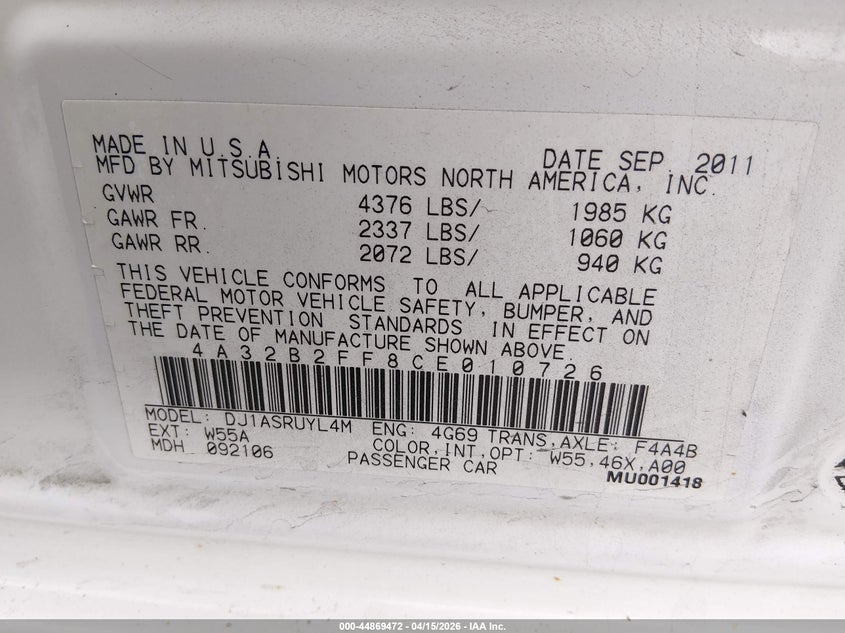 MADE IN U.S.A. DATE SEP. 2011
MFD BY MITSUBISHI MOTORS NORTH AMERICA, INC.
GVWR 4376 LBS/ 1985 KG
GAWR FR. 2337 LBS/ 1060 KG
GAWR RR. 2072 LBS/ 940 KG
THIS VEHICLE CONFORMS TO ALL APPLICABLE
FEDERAL MOTOR VEHICLE SAFETY, BUMPER, AND
THEFT PREVENTION STANDARDS IN EFFECT ON
THE DATE OF MANUFACTURE SHOWN ABOVE.
4A32B2FF8CE010726
MODEL: DJ1ASRUYL4M ENG: 4G69 TRANS,AXLE: F4A4B
EXT: W55A COLOR,INT,OPT: W55,46X,A00
MDH 092106 PASSENGER CAR
MU001418
000-44869472 - 04/15/2026 - IAA Inc.